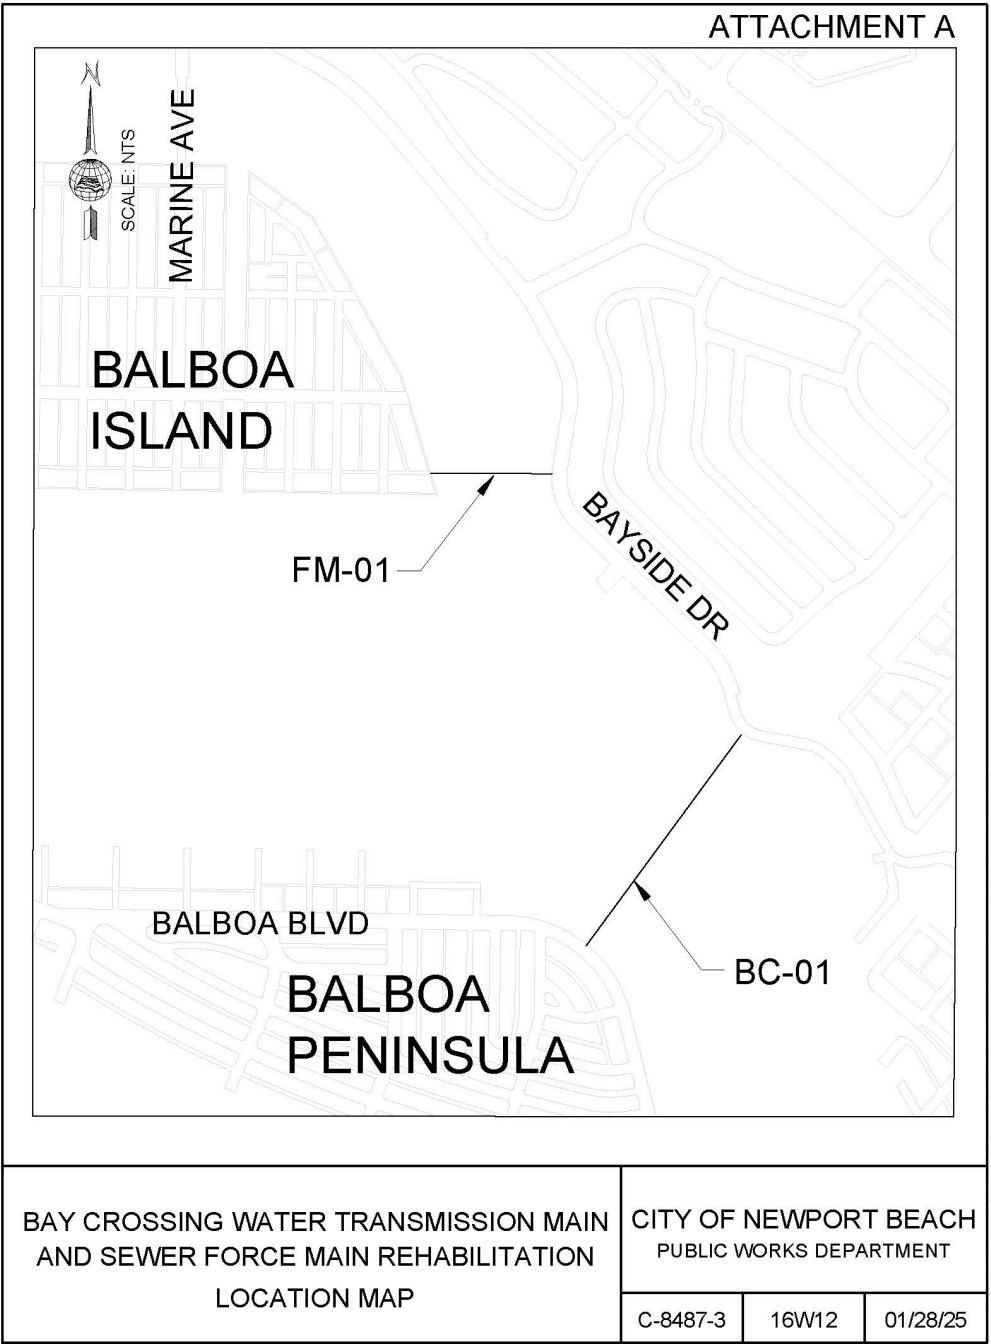 ATTACHMENT A
N
SCALE: NTS
MARINE AVE
BALBOA
ISLAND
FM-01
BAYSIDE DR
BALBOA BLVD
BC-01
BALBOA
PENINSULA
BAY CROSSING WATER TRANSMISSION MAIN
AND SEWER FORCE MAIN REHABILITATION
LOCATION MAP
CITY OF NEWPORT BEACH
PUBLIC WORKS DEPARTMENT
C-8487-3
16W12
01/28/25